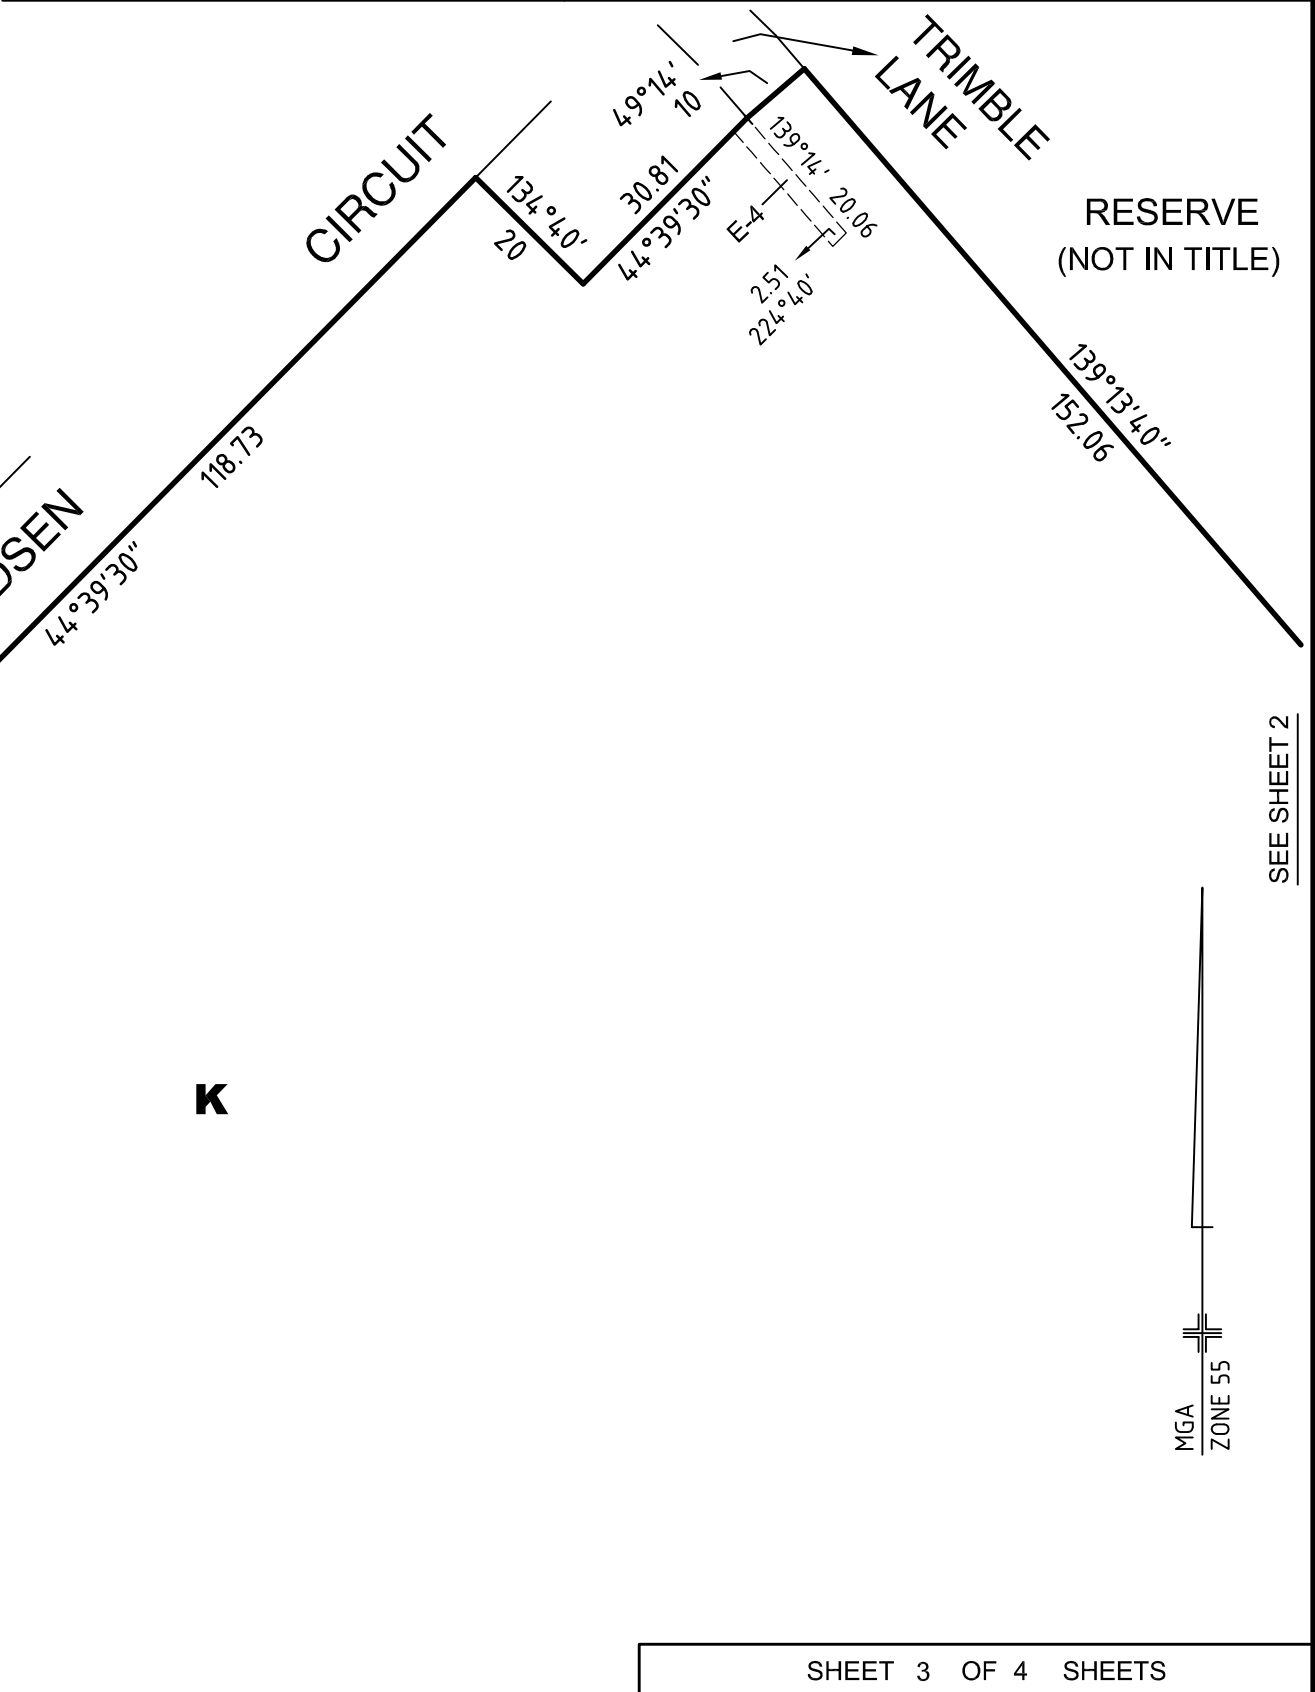 TRIMBLE
LANE
49°14'
10
CIRCUIT
139°14' 20.06
134°40'
20
30.81
44°39'30"
E-4
2.51
224°40'
RESERVE
(NOT IN TITLE)
139°13'40"
152.06
118.73
44°39'30"
SEN
SEE SHEET 2
K
MGA
ZONE 55
SHEET 3 OF 4 SHEETS